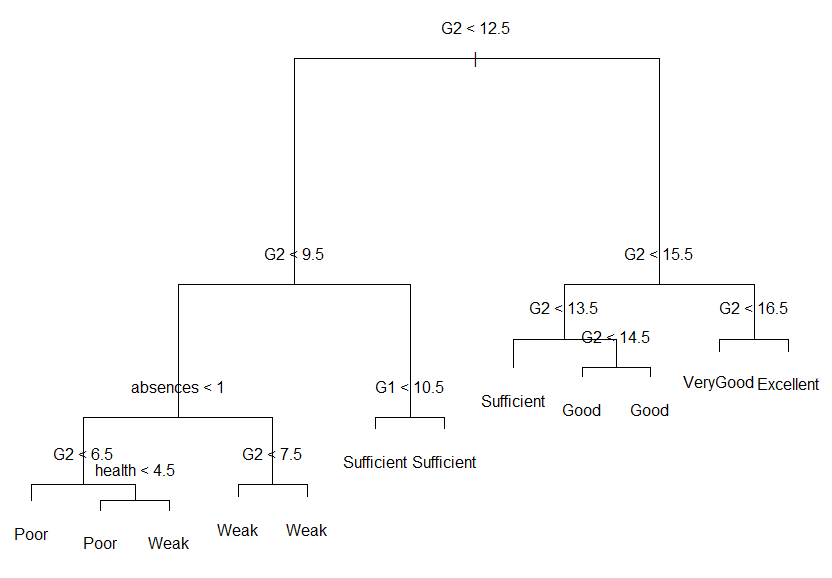 G2 < 12.5
G2 < 9.5
G2 < 15.5
G2 < 13.5
G2 < 16.5
G2 < 14.5
absences < 1
G1 < 10.5
VeryGood
Excellent
Sufficient
Good
Good
G2 < 6.5
G2 < 7.5
health < 4.5
Sufficient
Sufficient
Poor
Poor
Weak
Weak
Weak